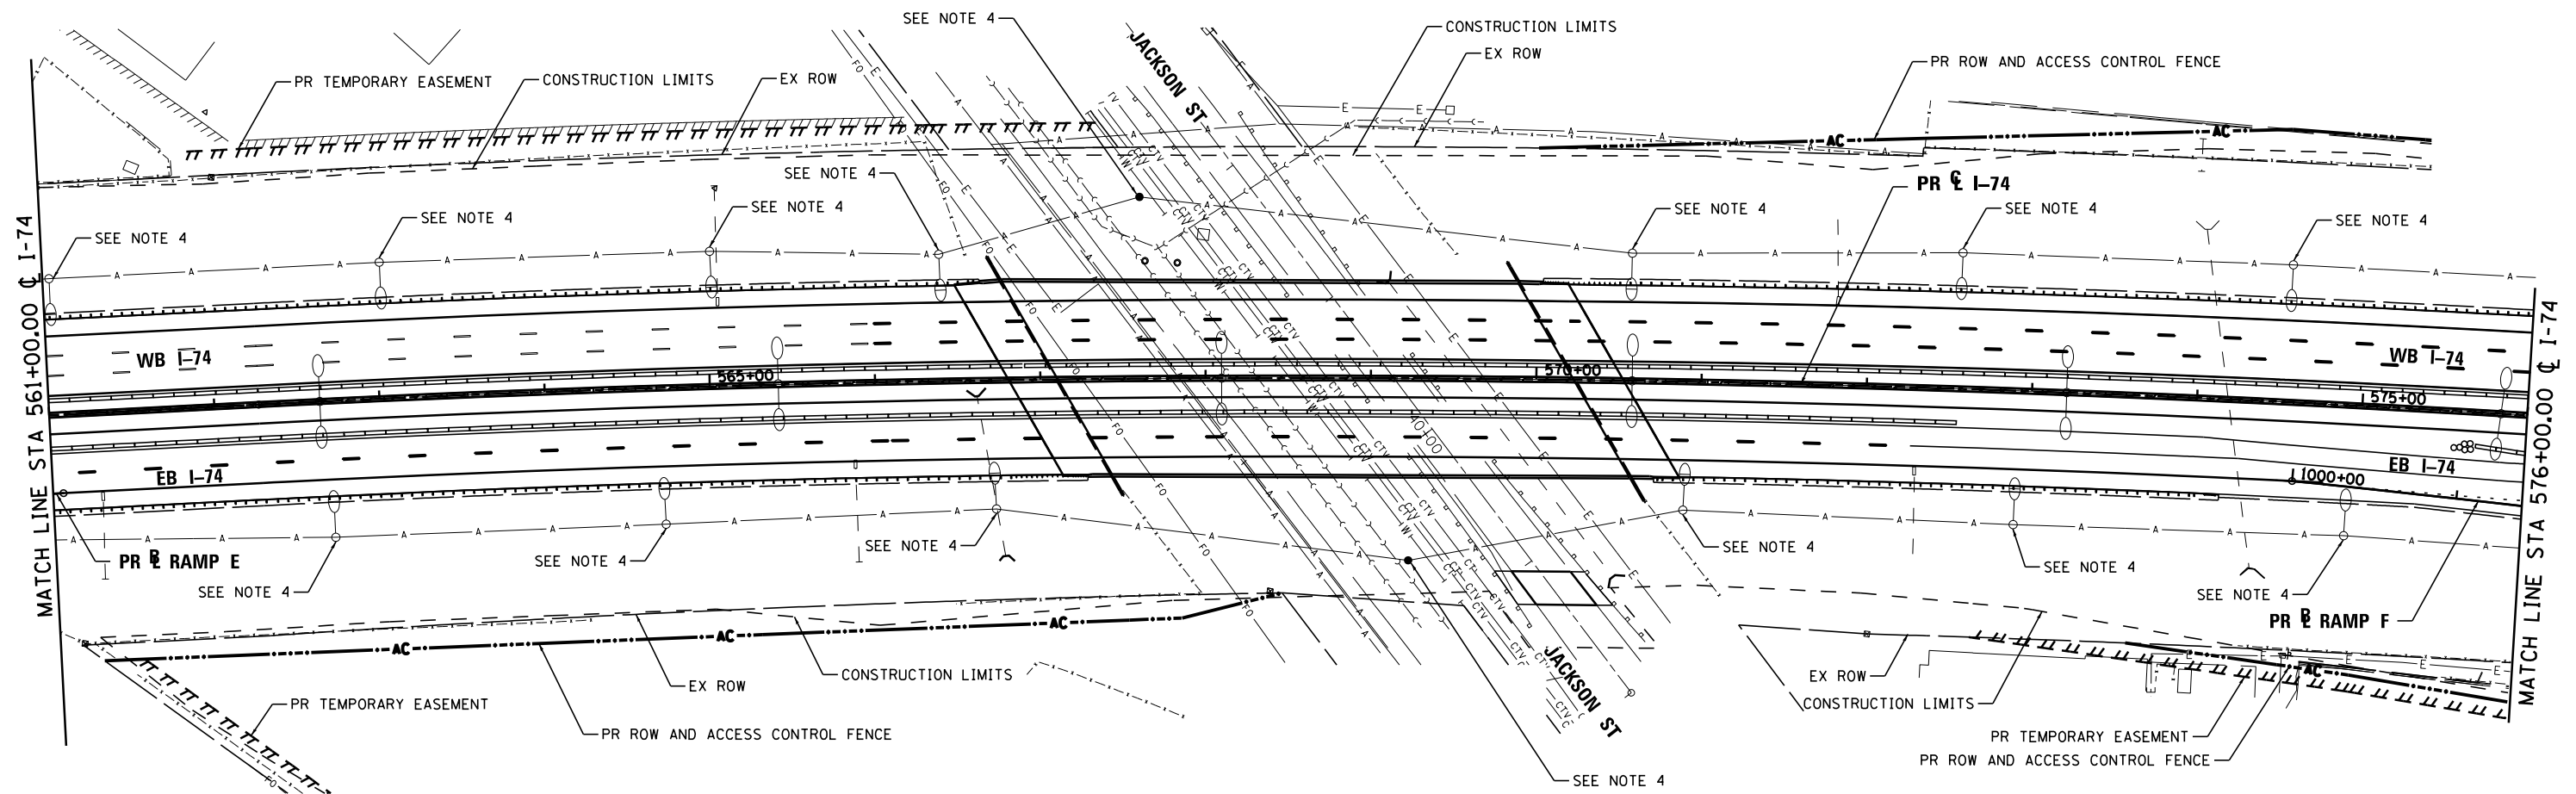 SEE NOTE 4
CONSTRUCTION LIMITS
EX ROW
JACKSON ST
PR ROW AND ACCESS CONTROL FENCE
PR TEMPORARY EASEMENT
CONSTRUCTION LIMITS
EX ROW
AC
AC
SEE NOTE 4
PR ℄ I-74
SEE NOTE 4
SEE NOTE 4
SEE NOTE 4
SEE NOTE 4
SEE NOTE 4
SEE NOTE 4
SEE NOTE 4
MATCH LINE STA 561+00.00 ℄ I-74
WB I-74
WB I-74
565+00
570+00
575+00
40+00
EB I-74
EB I-74
1000+00
MATCH LINE STA 576+00.00 ℄ I-74
SEE NOTE 4
SEE NOTE 4
PR BL RAMP E
SEE NOTE 4
SEE NOTE 4
SEE NOTE 4
SEE NOTE 4
PR BL RAMP F
AC
AC
AC
JACKSON ST
EX ROW
CONSTRUCTION LIMITS
EX ROW
AC
CONSTRUCTION LIMITS
PR TEMPORARY EASEMENT
PR ROW AND ACCESS CONTROL FENCE
PR TEMPORARY EASEMENT
PR ROW AND ACCESS CONTROL FENCE
SEE NOTE 4